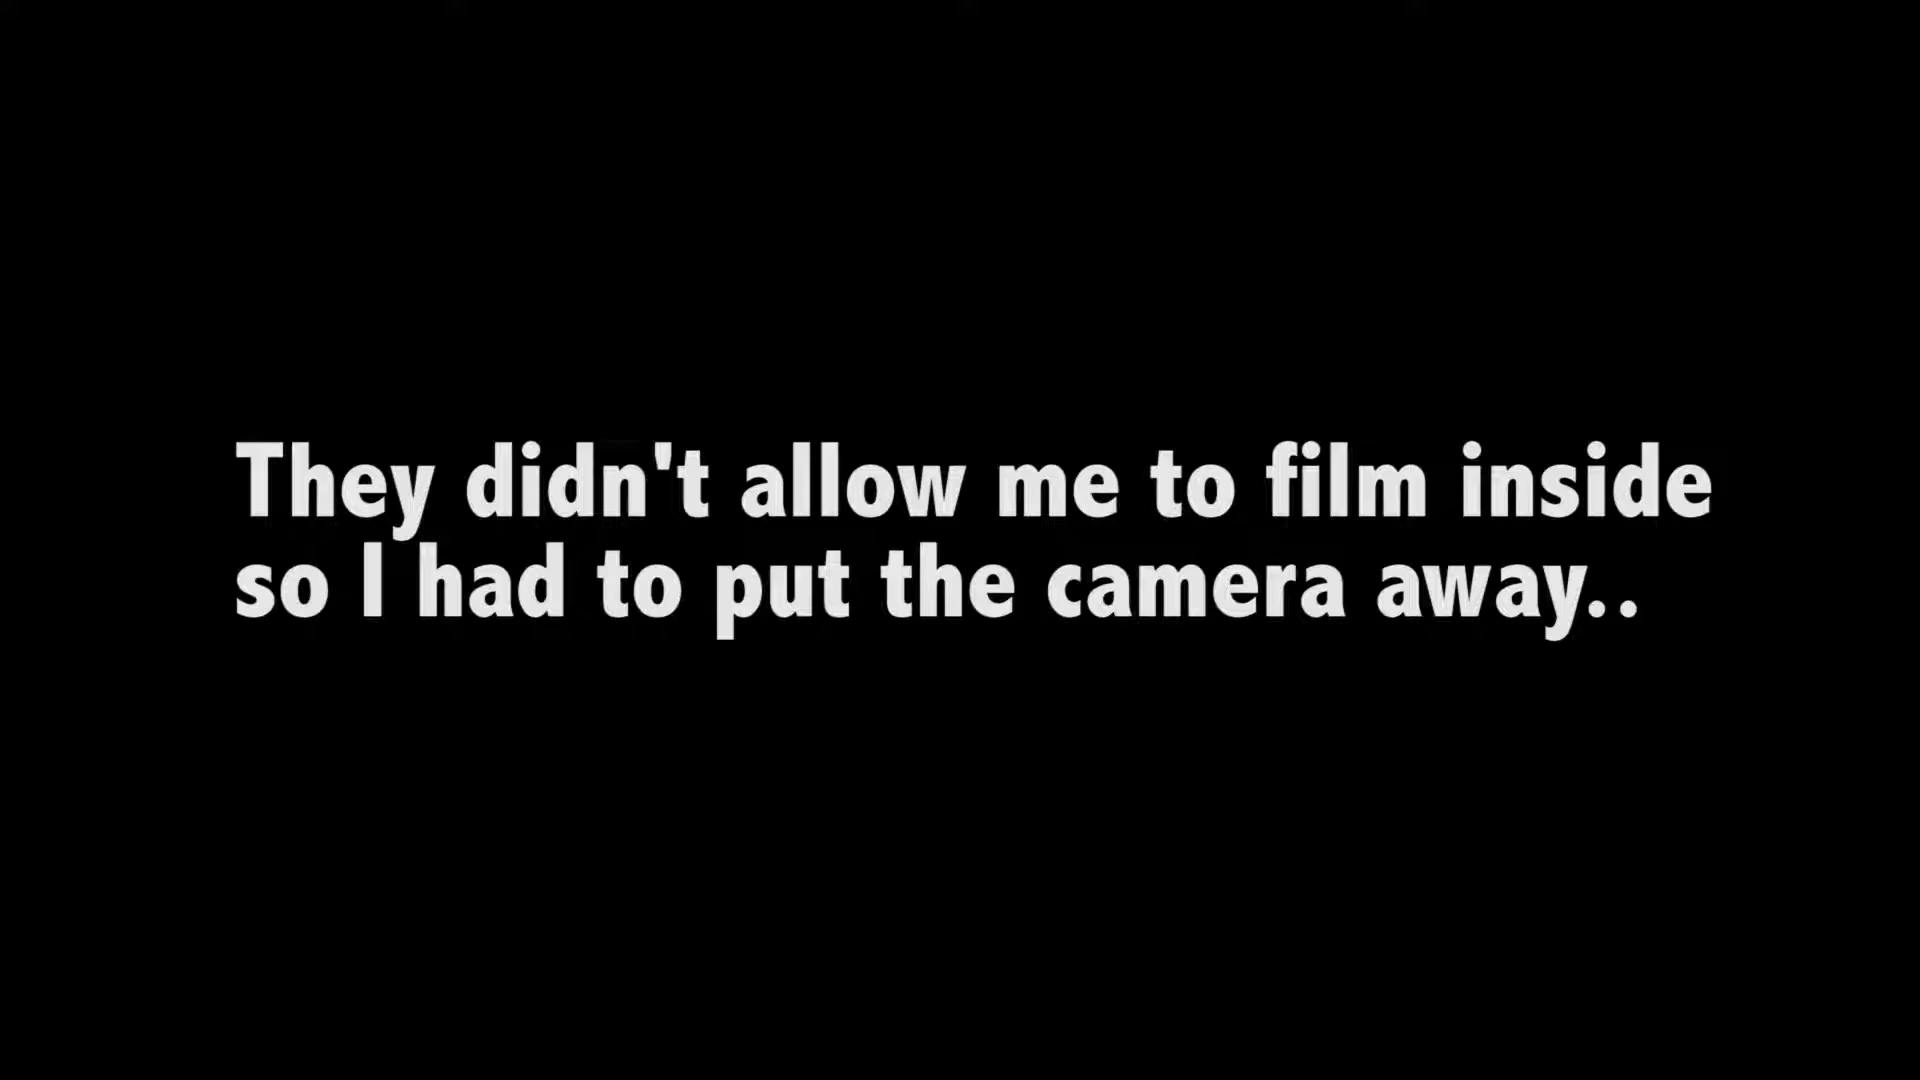 They didn't allow me to film inside
so I had to put the camera away..